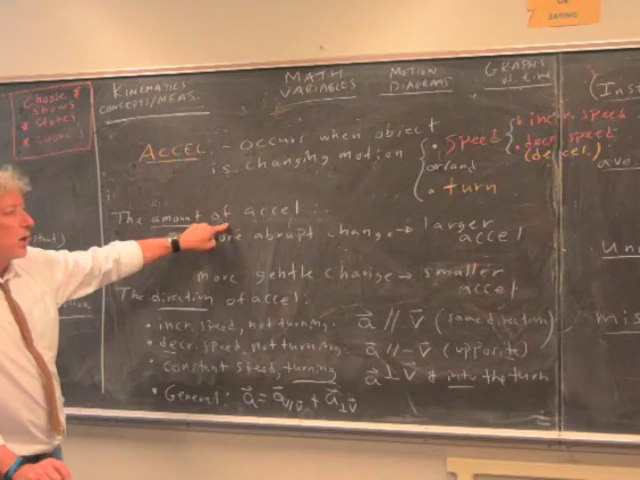 OR
EATING
Choose &
shows
& states
& coord's
KINEMATICS
CONCEPTS/MEAS.
MATH
VARIABLES
MOTION
DIAGRAMS
GRAPHS
vs. time
(Inst
ACCEL - occurs when object
is changing motion
• speed
and
• turn
• incr. speed
• decr. speed
(decel.)
The amount of accel:
more abrupt change → larger
accel
more gentle change → smaller
accel
The direction of accel:
• incr. speed, not turning. a⃗ // v⃗ (same direction)
• decr. speed, not turning a⃗ // -v⃗ (opposite)
• constant speed, turning a⃗ ⊥ v⃗ & into the turn
• General: a⃗ = a⃗//v⃗ + a⃗⊥v⃗